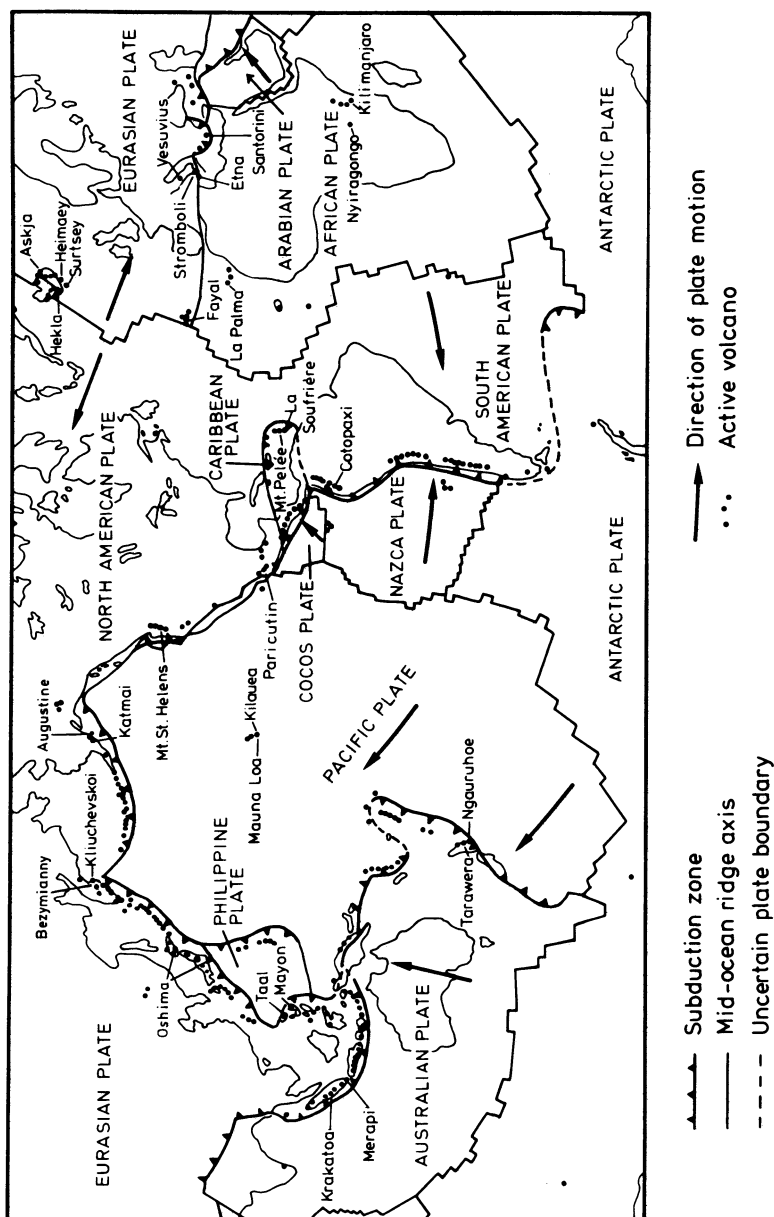 EURASIAN PLATE
Bezymianny
Kliuchevskoi
Augustine
Katmai
NORTH AMERICAN PLATE
Hekla
Askja
Heimaey
Surtsey
EURASIAN PLATE
Oshima
PHILIPPINE
PLATE
Mt.St. Helens
CARIBBEAN
PLATE
Fayal
La Palma
Stromboli
Vesuvius
Etna
Santorini
Taal
Mayon
Mauna Loa
Kilauea
Paricutin
Mt.Pelée
La
Soufrière
ARABIAN PLATE
COCOS PLATE
Cotopaxi
AFRICAN PLATE
Krakatoa
Merapi
PACIFIC PLATE
Nyiragongo
Kilimanjaro
NAZCA PLATE
AUSTRALIAN PLATE
Tarawera
Ngauruhoe
SOUTH
AMERICAN PLATE
ANTARCTIC PLATE
ANTARCTIC PLATE
Subduction zone
Mid-ocean ridge axis
Uncertain plate boundary
Direction of plate motion
Active volcano